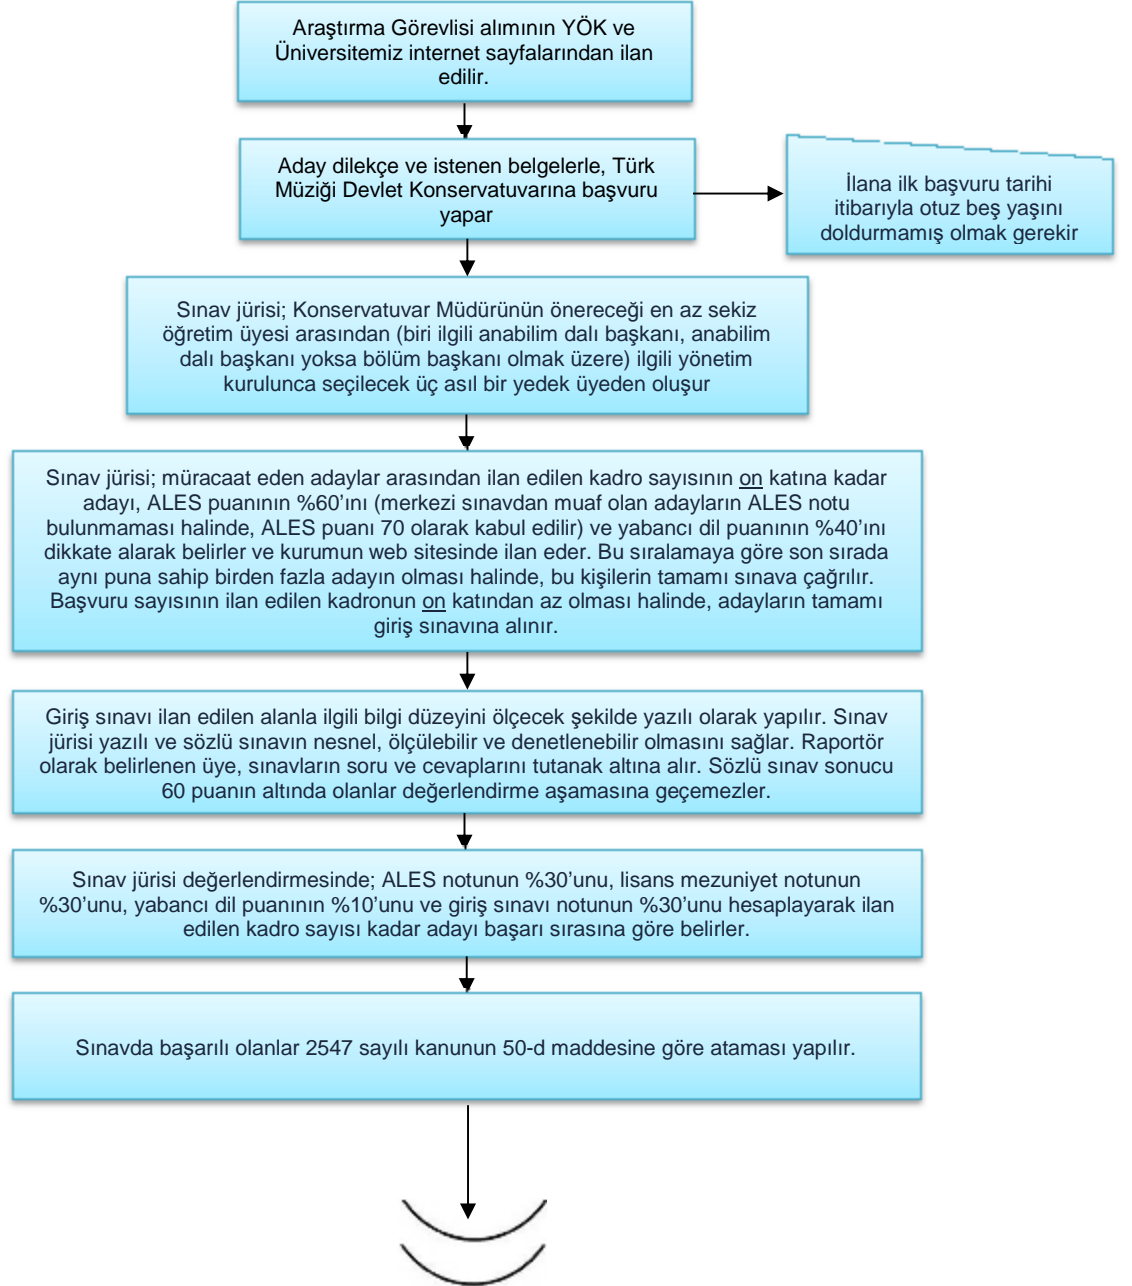 Araştırma Görevlisi alımının YÖK ve
Üniversitemiz internet sayfalarından ilan
edilir.
Aday dilekçe ve istenen belgelerle, Türk
Müziği Devlet Konservatuvarına başvuru
yapar
İlana ilk başvuru tarihi
itibarıyla otuz beş yaşını
doldurmamış olmak gerekir
Sınav jürisi; Konservatuvar Müdürünün önereceği en az sekiz
öğretim üyesi arasından (biri ilgili anabilim dalı başkanı, anabilim
dalı başkanı yoksa bölüm başkanı olmak üzere) ilgili yönetim
kurulunca seçilecek üç asıl bir yedek üyeden oluşur
Sınav jürisi; müracaat eden adaylar arasından ilan edilen kadro sayısının on katına kadar
adayı, ALES puanının %60’ını (merkezi sınavdan muaf olan adayların ALES notu
bulunmaması halinde, ALES puanı 70 olarak kabul edilir) ve yabancı dil puanının %40’ını
dikkate alarak belirler ve kurumun web sitesinde ilan eder. Bu sıralamaya göre son sırada
aynı puna sahip birden fazla adayın olması halinde, bu kişilerin tamamı sınava çağrılır.
Başvuru sayısının ilan edilen kadronun on katından az olması halinde, adayların tamamı
giriş sınavına alınır.
Giriş sınavı ilan edilen alanla ilgili bilgi düzeyini ölçecek şekilde yazılı olarak yapılır. Sınav
jürisi yazılı ve sözlü sınavın nesnel, ölçülebilir ve denetlenebilir olmasını sağlar. Raportör
olarak belirlenen üye, sınavların soru ve cevaplarını tutanak altına alır. Sözlü sınav sonucu
60 puanın altında olanlar değerlendirme aşamasına geçemezler.
Sınav jürisi değerlendirmesinde; ALES notunun %30’unu, lisans mezuniyet notunun
%30’unu, yabancı dil puanının %10’unu ve giriş sınavı notunun %30’unu hesaplayarak ilan
edilen kadro sayısı kadar adayı başarı sırasına göre belirler.
Sınavda başarılı olanlar 2547 sayılı kanunun 50-d maddesine göre ataması yapılır.